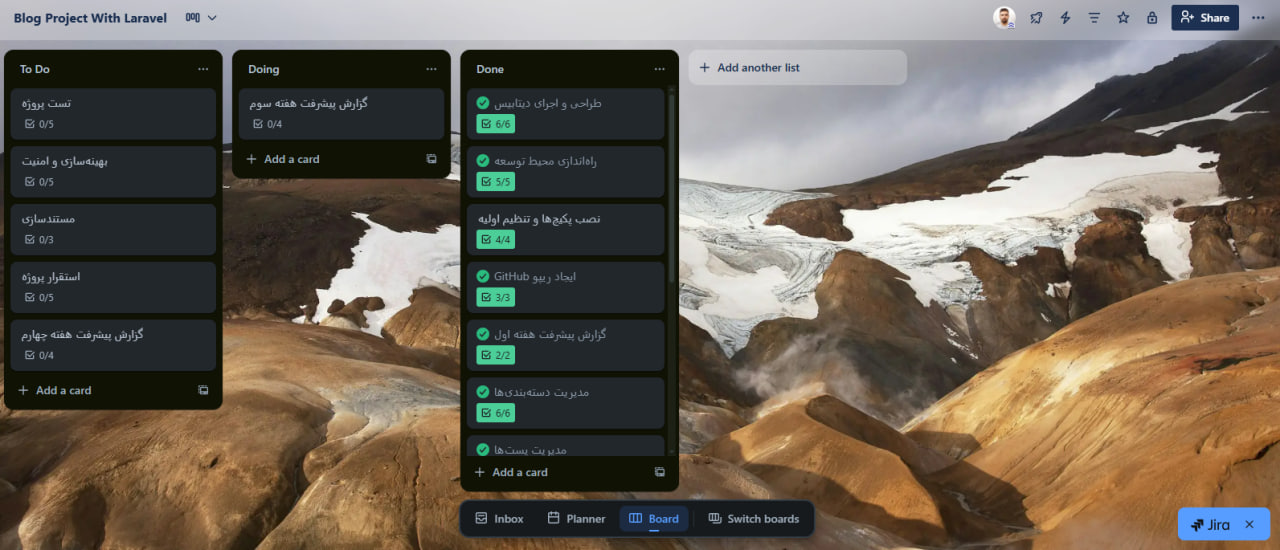 Blog Project With Laravel
Share
To Do
تست پروژه
0/5
بهینه‌سازی و امنیت
0/5
مستندسازی
0/3
استقرار پروژه
0/5
گزارش پیشرفت هفته چهارم
0/4
Add a card
Doing
گزارش پیشرفت هفته سوم
0/4
Add a card
Done
طراحی و اجرای دیتابیس
6/6
راه‌اندازی محیط توسعه
5/5
نصب پکیج‌ها و تنظیم اولیه
4/4
ایجاد ریپو GitHub
3/3
گزارش پیشرفت هفته اول
2/2
مدیریت دسته‌بندی‌ها
6/6
مدیریت پست‌ها
Add a card
Add another list
Inbox
Planner
Board
Switch boards
Jira